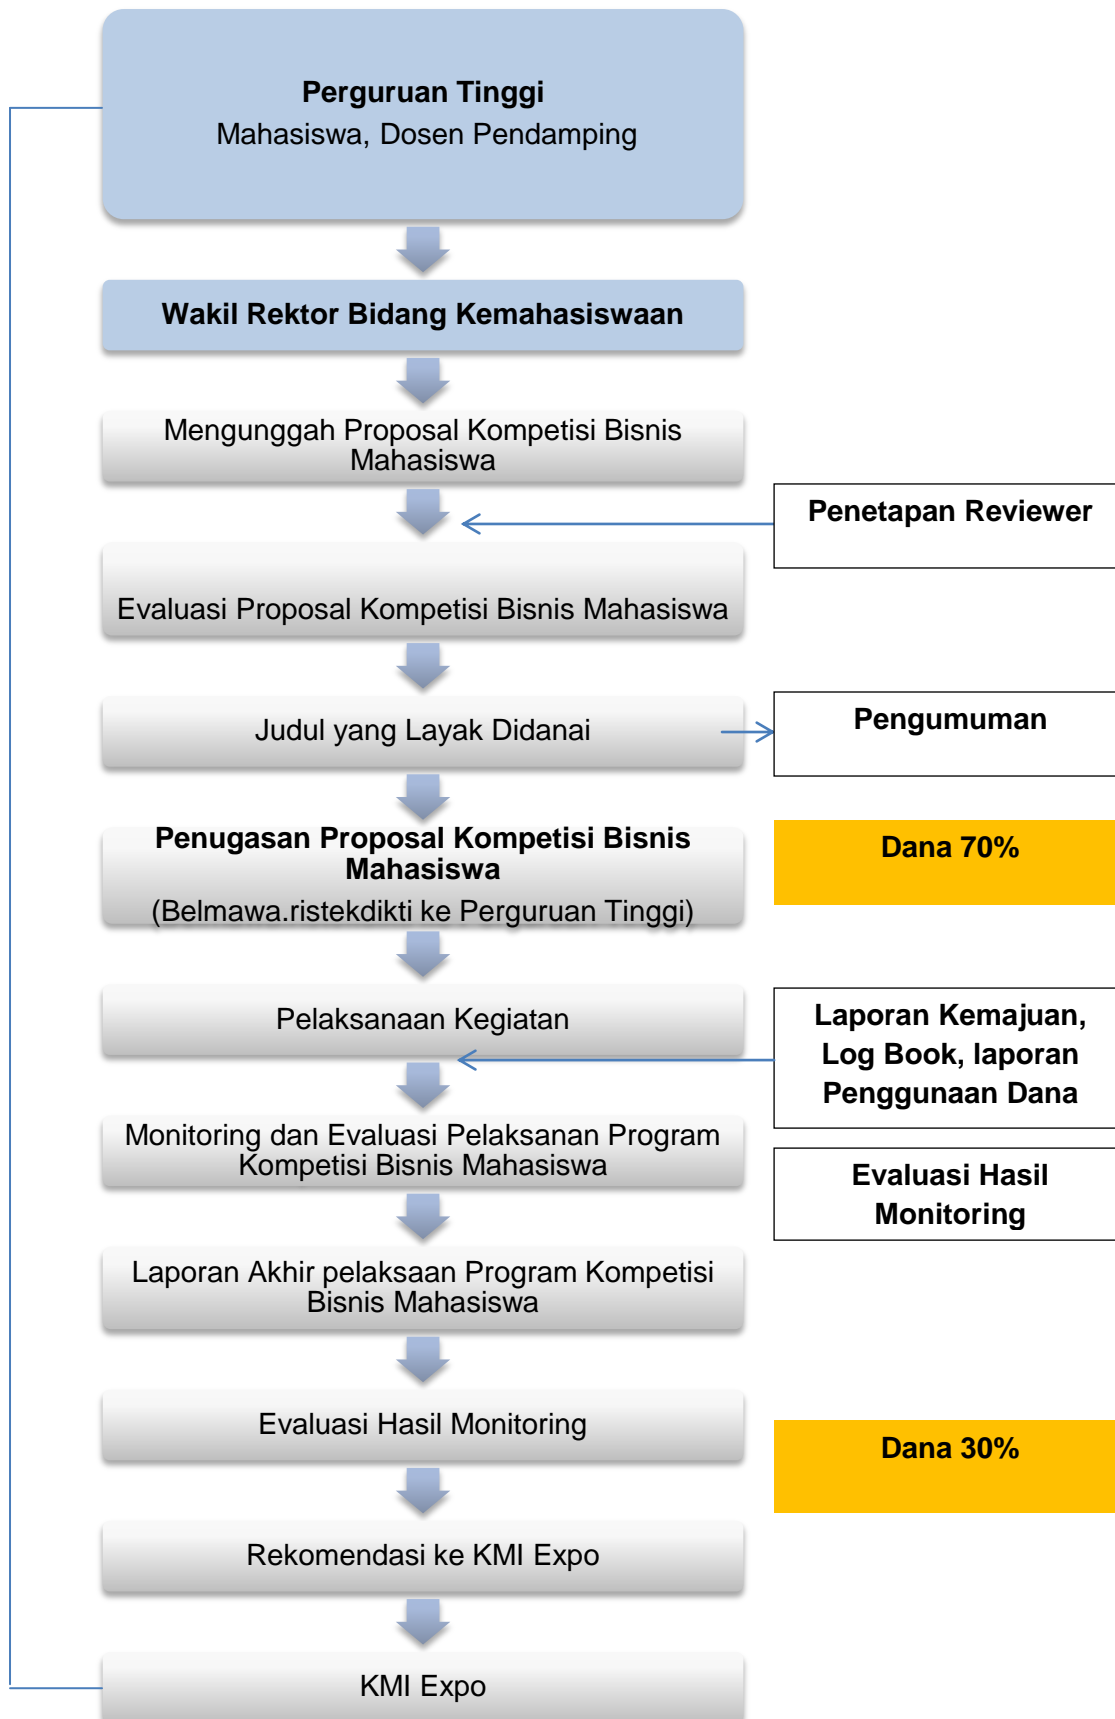 Perguruan Tinggi
Mahasiswa, Dosen Pendamping
Wakil Rektor Bidang Kemahasiswaan
Mengunggah Proposal Kompetisi Bisnis
Mahasiswa
Penetapan Reviewer
Evaluasi Proposal Kompetisi Bisnis Mahasiswa
Judul yang Layak Didanai
Pengumuman
Penugasan Proposal Kompetisi Bisnis
Mahasiswa
(Belmawa.ristekdikti ke Perguruan Tinggi)
Dana 70%
Pelaksanaan Kegiatan
Laporan Kemajuan,
Log Book, laporan
Penggunaan Dana
Monitoring dan Evaluasi Pelaksanan Program
Kompetisi Bisnis Mahasiswa
Evaluasi Hasil
Monitoring
Laporan Akhir pelaksaan Program Kompetisi
Bisnis Mahasiswa
Evaluasi Hasil Monitoring
Dana 30%
Rekomendasi ke KMI Expo
KMI Expo